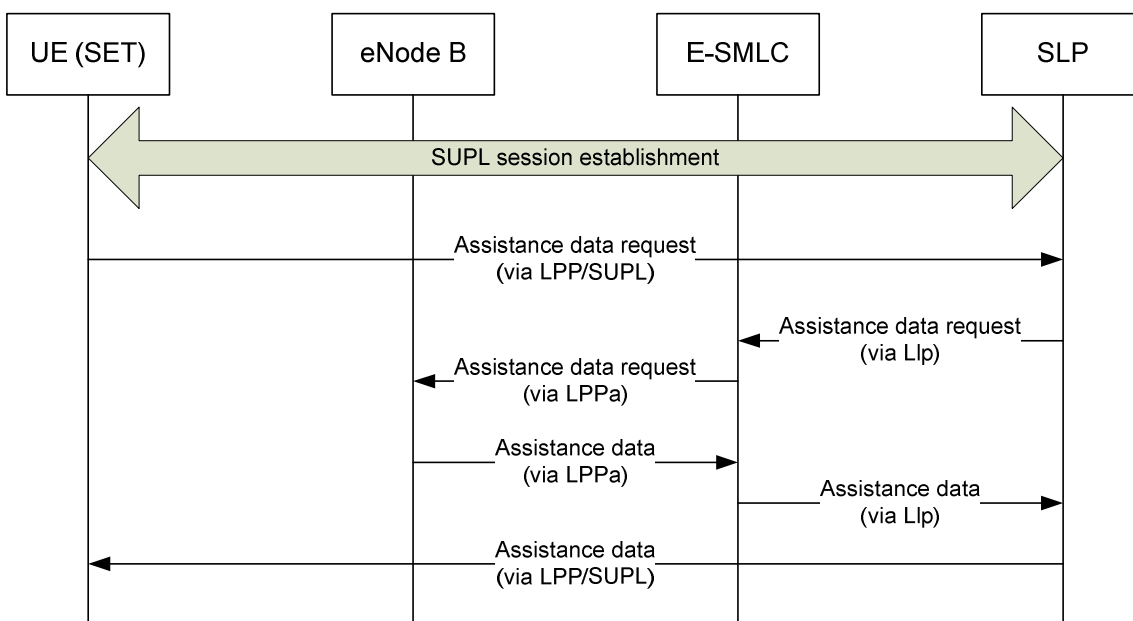 UE (SET)
eNode B
E-SMLC
SLP
SUPL session establishment
Assistance data request
(via LPP/SUPL)
Assistance data request
(via Llp)
Assistance data request
(via LPPa)
Assistance data
(via LPPa)
Assistance data
(via Llp)
Assistance data
(via LPP/SUPL)